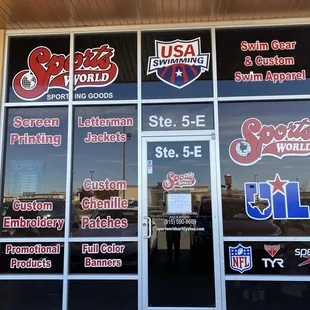 Sports
WORLD
SPORTING GOODS
USA
SWIMMING
Swim Gear
& Custom
Swim Apparel
Screen
Printing
Letterman
Jackets
Ste. 5-E
Ste. 5-E
Sports
WORLD
Sports
WORLD
Custom
Embroidery
Custom
Chenille
Patches
UIL
Promotional
Products
Full Color
Banners
NFL
TYR